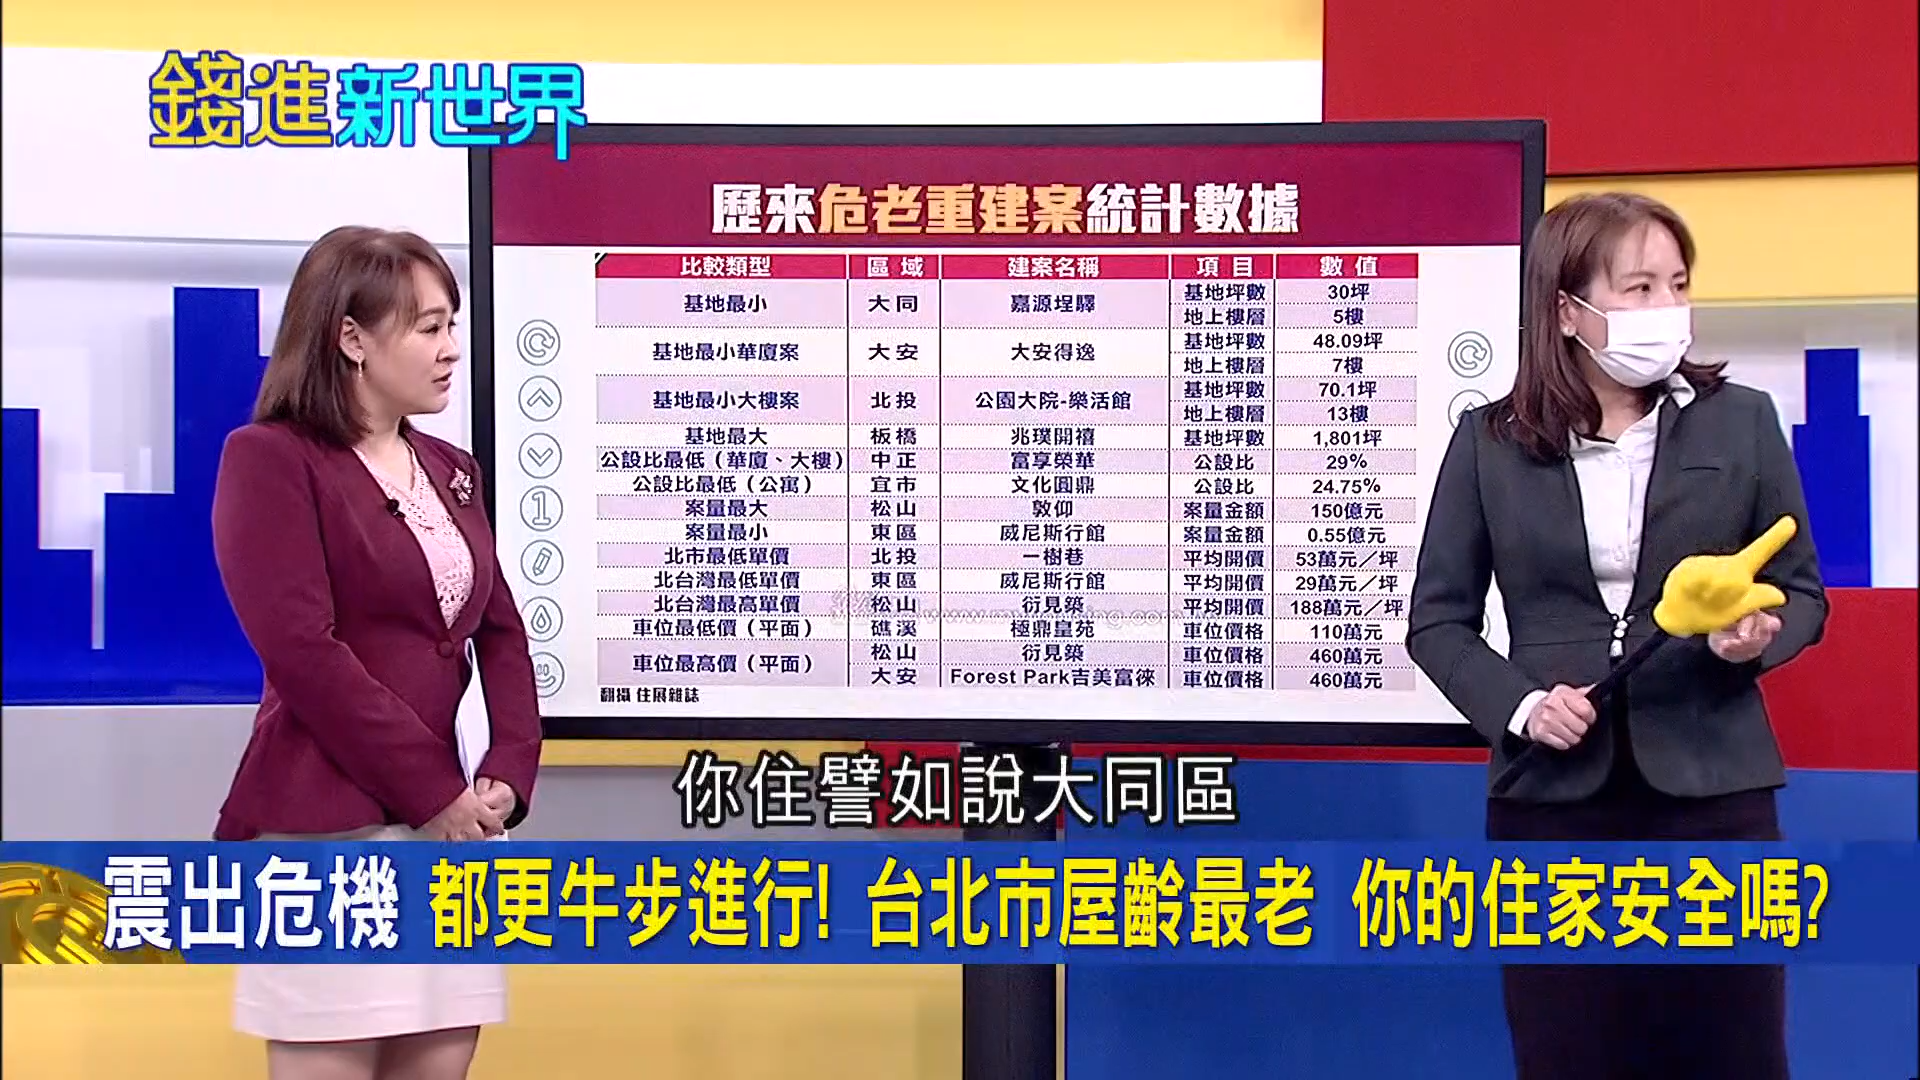 錢進新世界
歷來危老重建案統計數據
比較類型 區域 建案名稱 項目 數值
基地最小 大同 嘉源埕驛 基地坪數 30坪
地上樓層 5樓
基地最小華廈案 大安 大安得逸 基地坪數 48.09坪
地上樓層 7樓
基地最小大樓案 北投 公園大院-樂活館 基地坪數 70.1坪
地上樓層 13樓
基地最大 板橋 兆璞開禧 基地坪數 1,801坪
公設比最低（華廈、大樓） 中正 富享榮華 公設比 29%
公設比最低（公寓） 宜市 文化圓鼎 公設比 24.75%
案量最大 松山 敦仰 案量金額 150億元
案量最小 東區 威尼斯行館 案量金額 0.55億元
北市最低單價 北投 一樹巷 平均開價 53萬元／坪
北台灣最低單價 東區 威尼斯行館 平均開價 29萬元／坪
北台灣最高單價 松山 衍見築 平均開價 188萬元／坪
車位最低價（平面） 礁溪 極鼎皇苑 車位價格 110萬元
車位最高價（平面） 松山 衍見築 車位價格 460萬元
大安 Forest Park吉美富徠 車位價格 460萬元
翻攝 住展雜誌
1
你住譬如說大同區
震出危機 都更牛步進行! 台北市屋齡最老 你的住家安全嗎?